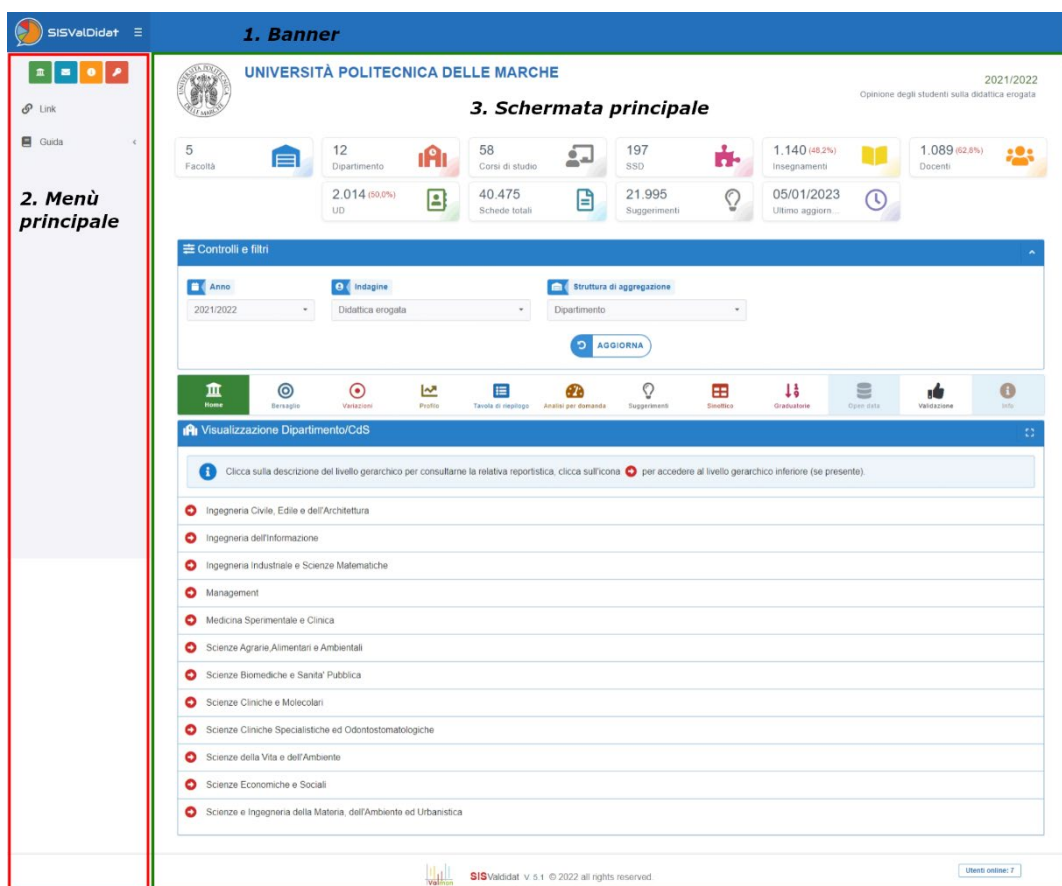 SISValDidat
1. Banner
UNIVERSITÀ POLITECNICA DELLE MARCHE
2021/2022
Opinione degli studenti sulla didattica erogata
3. Schermata principale
Link
Guida
2. Menù
principale
5
Facoltà
12
Dipartimento
58
Corsi di studio
197
SSD
1.140 (48,2%)
Insegnamenti
1.089 (62,8%)
Docenti
2.014 (50,0%)
UD
40.475
Schede totali
21.995
Suggerimenti
05/01/2023
Ultimo aggiorn...
Controlli e filtri
Anno
Indagine
Struttura di aggregazione
2021/2022
Didattica erogata
Dipartimento
AGGIORNA
Home
Bersaglio
Variazioni
Profilo
Tavola di riepilogo
Analisi per domanda
Suggerimenti
Sinottico
Graduatorie
Open data
Validazione
Info
Visualizzazione Dipartimento/CdS
Clicca sulla descrizione del livello gerarchico per consultarne la relativa reportistica, clicca sull'icona per accedere al livello gerarchico inferiore (se presente).
Ingegneria Civile, Edile e dell'Architettura
Ingegneria dell'Informazione
Ingegneria Industriale e Scienze Matematiche
Management
Medicina Sperimentale e Clinica
Scienze Agrarie,Alimentari e Ambientali
Scienze Biomediche e Sanita' Pubblica
Scienze Cliniche e Molecolari
Scienze Cliniche Specialistiche ed Odontostomatologiche
Scienze della Vita e dell'Ambiente
Scienze Economiche e Sociali
Scienze e Ingegneria della Materia, dell'Ambiente ed Urbanistica
Valmon
SISValdidat V. 5.1 © 2022 all rights reserved.
Utenti online: 7